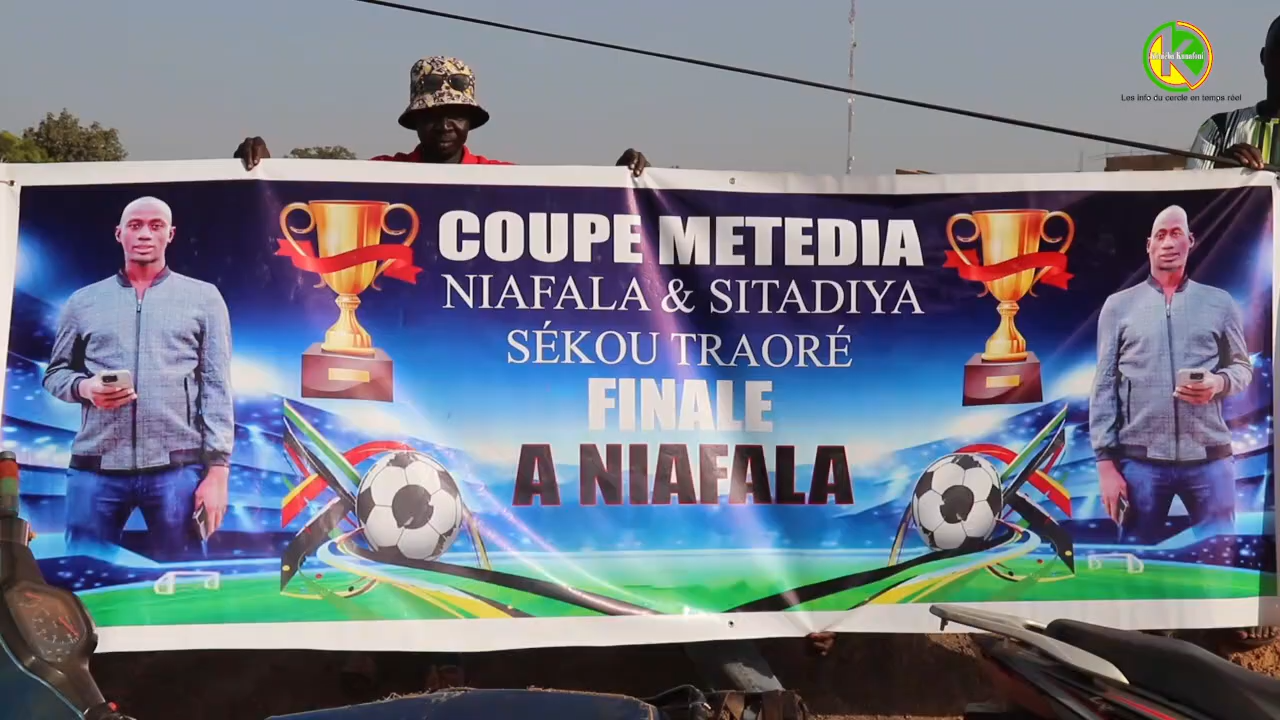 Les info du cercle en temps réel
COUPE METEDIA
NIAFALA & SITADIYA
SÉKOU TRAORÉ
FINALE
A NIAFALA